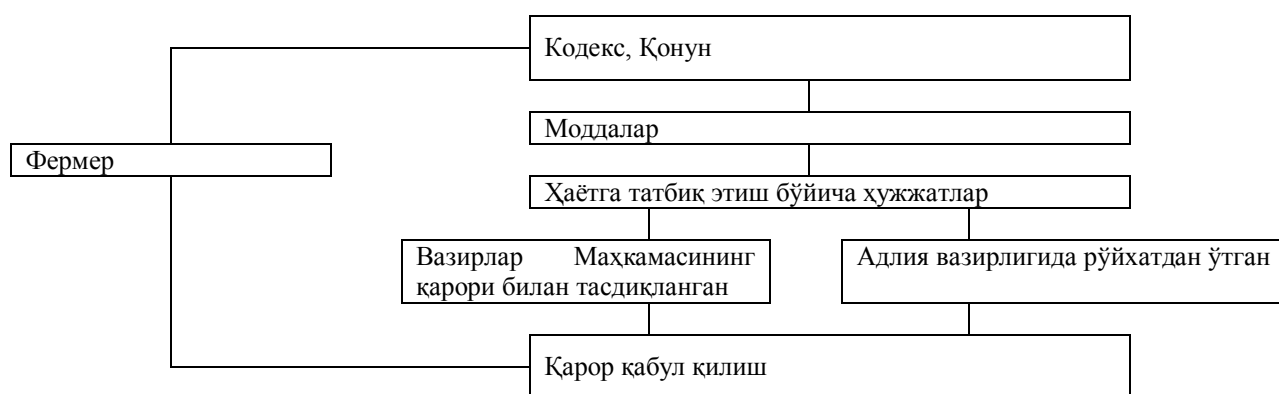 Кодекс, Қонун
Моддалар
Фермер
Ҳаётга татбиқ этиш бўйича ҳужжатлар
Вазирлар Маҳкамасининг
қарори билан тасдиқланган
Адлия вазирлигида рўйхатдан ўтган
Қарор қабул қилиш